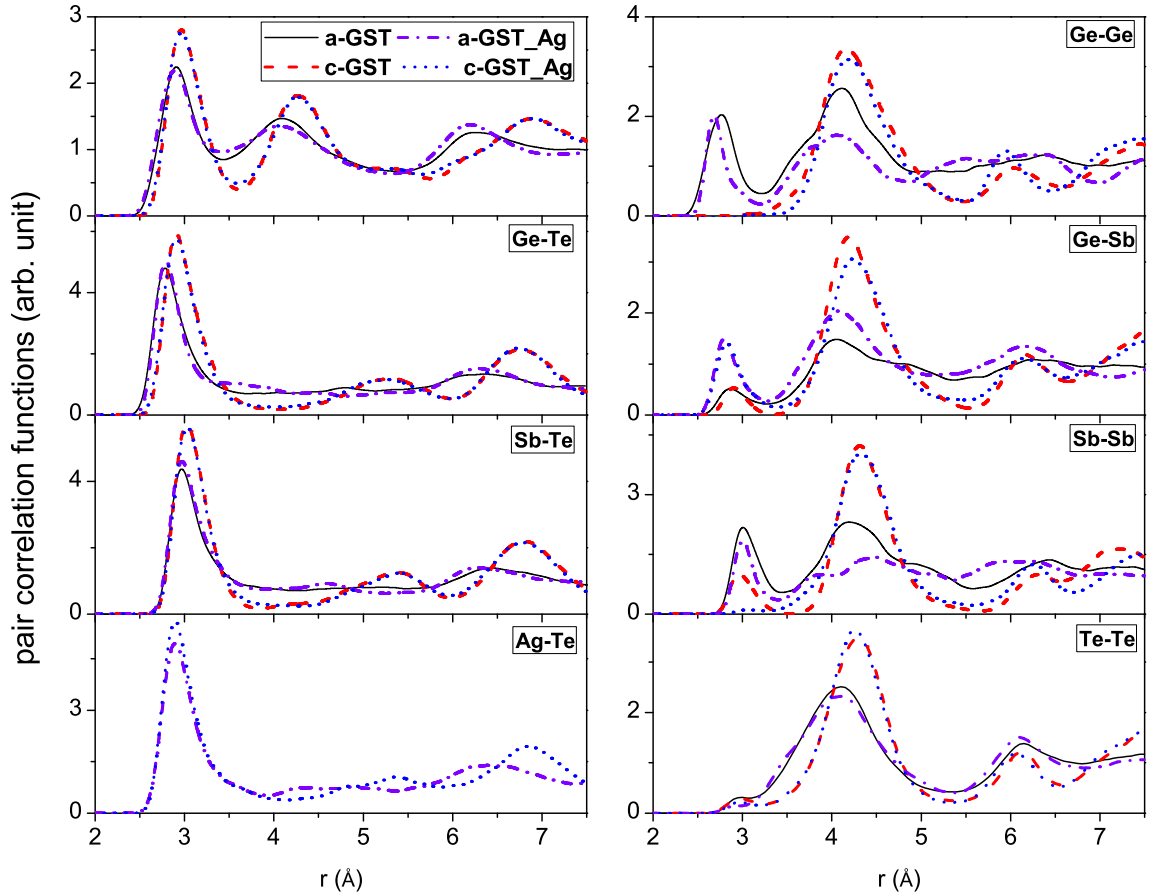 pair correlation functions (arb. unit)
3
2
1
0
a-GST a-GST_Ag
c-GST c-GST_Ag
Ge-Te
4
0
Sb-Te
4
0
Ag-Te
3
0
2 3 4 5 6 7
r (Å)
Ge-Ge
4
2
0
Ge-Sb
2
0
Sb-Sb
3
0
Te-Te
2
0
2 3 4 5 6 7
r (Å)